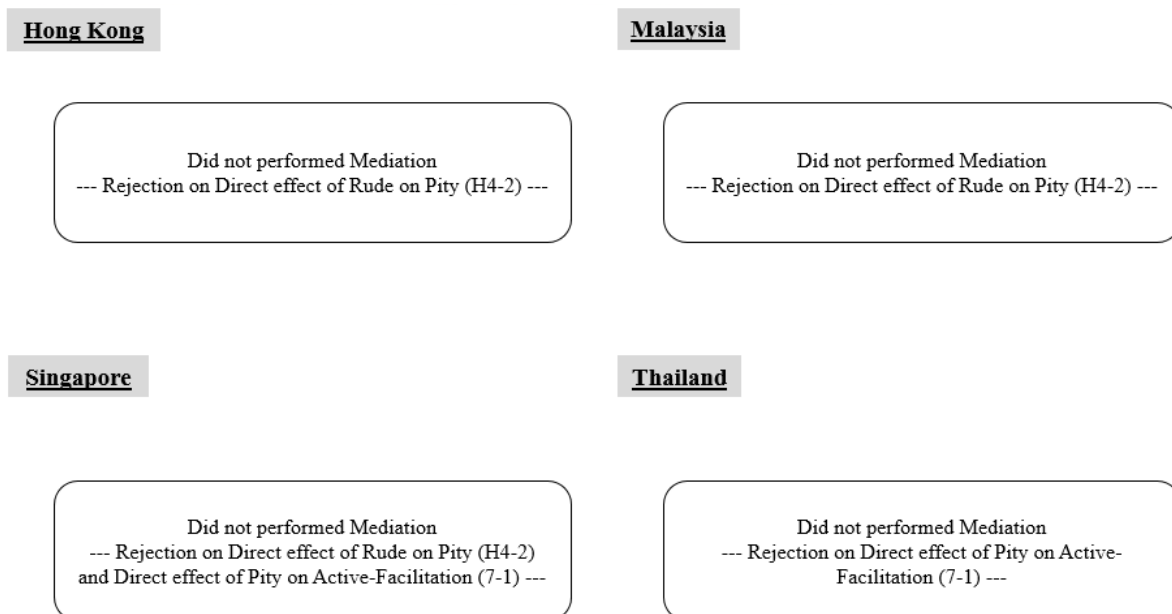 Hong Kong
Did not performed Mediation
--- Rejection on Direct effect of Rude on Pity (H4-2) ---
Malaysia
Did not performed Mediation
--- Rejection on Direct effect of Rude on Pity (H4-2) ---
Singapore
Did not performed Mediation
--- Rejection on Direct effect of Rude on Pity (H4-2)
and Direct effect of Pity on Active-Facilitation (7-1) ---
Thailand
Did not performed Mediation
--- Rejection on Direct effect of Pity on Active-
Facilitation (7-1) ---